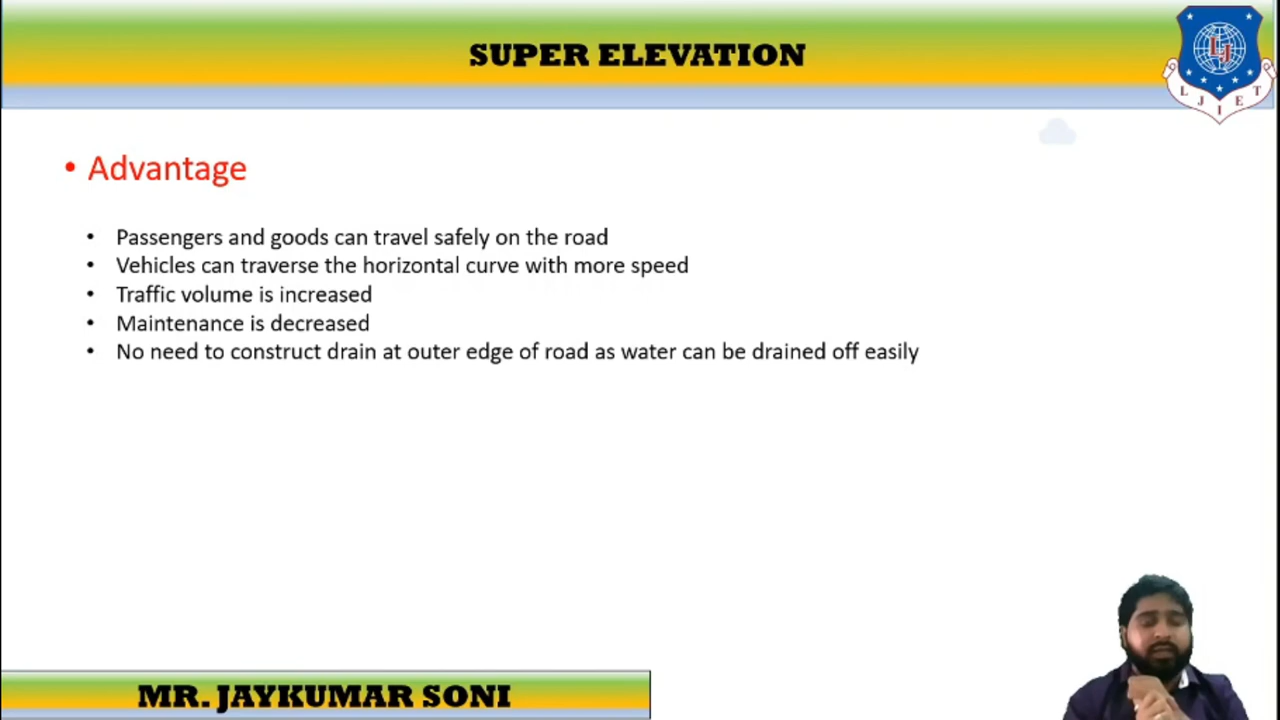 SUPER ELEVATION
LJ
L J I E T
• Advantage
• Passengers and goods can travel safely on the road
• Vehicles can traverse the horizontal curve with more speed
• Traffic volume is increased
• Maintenance is decreased
• No need to construct drain at outer edge of road as water can be drained off easily
MR. JAYKUMAR SONI